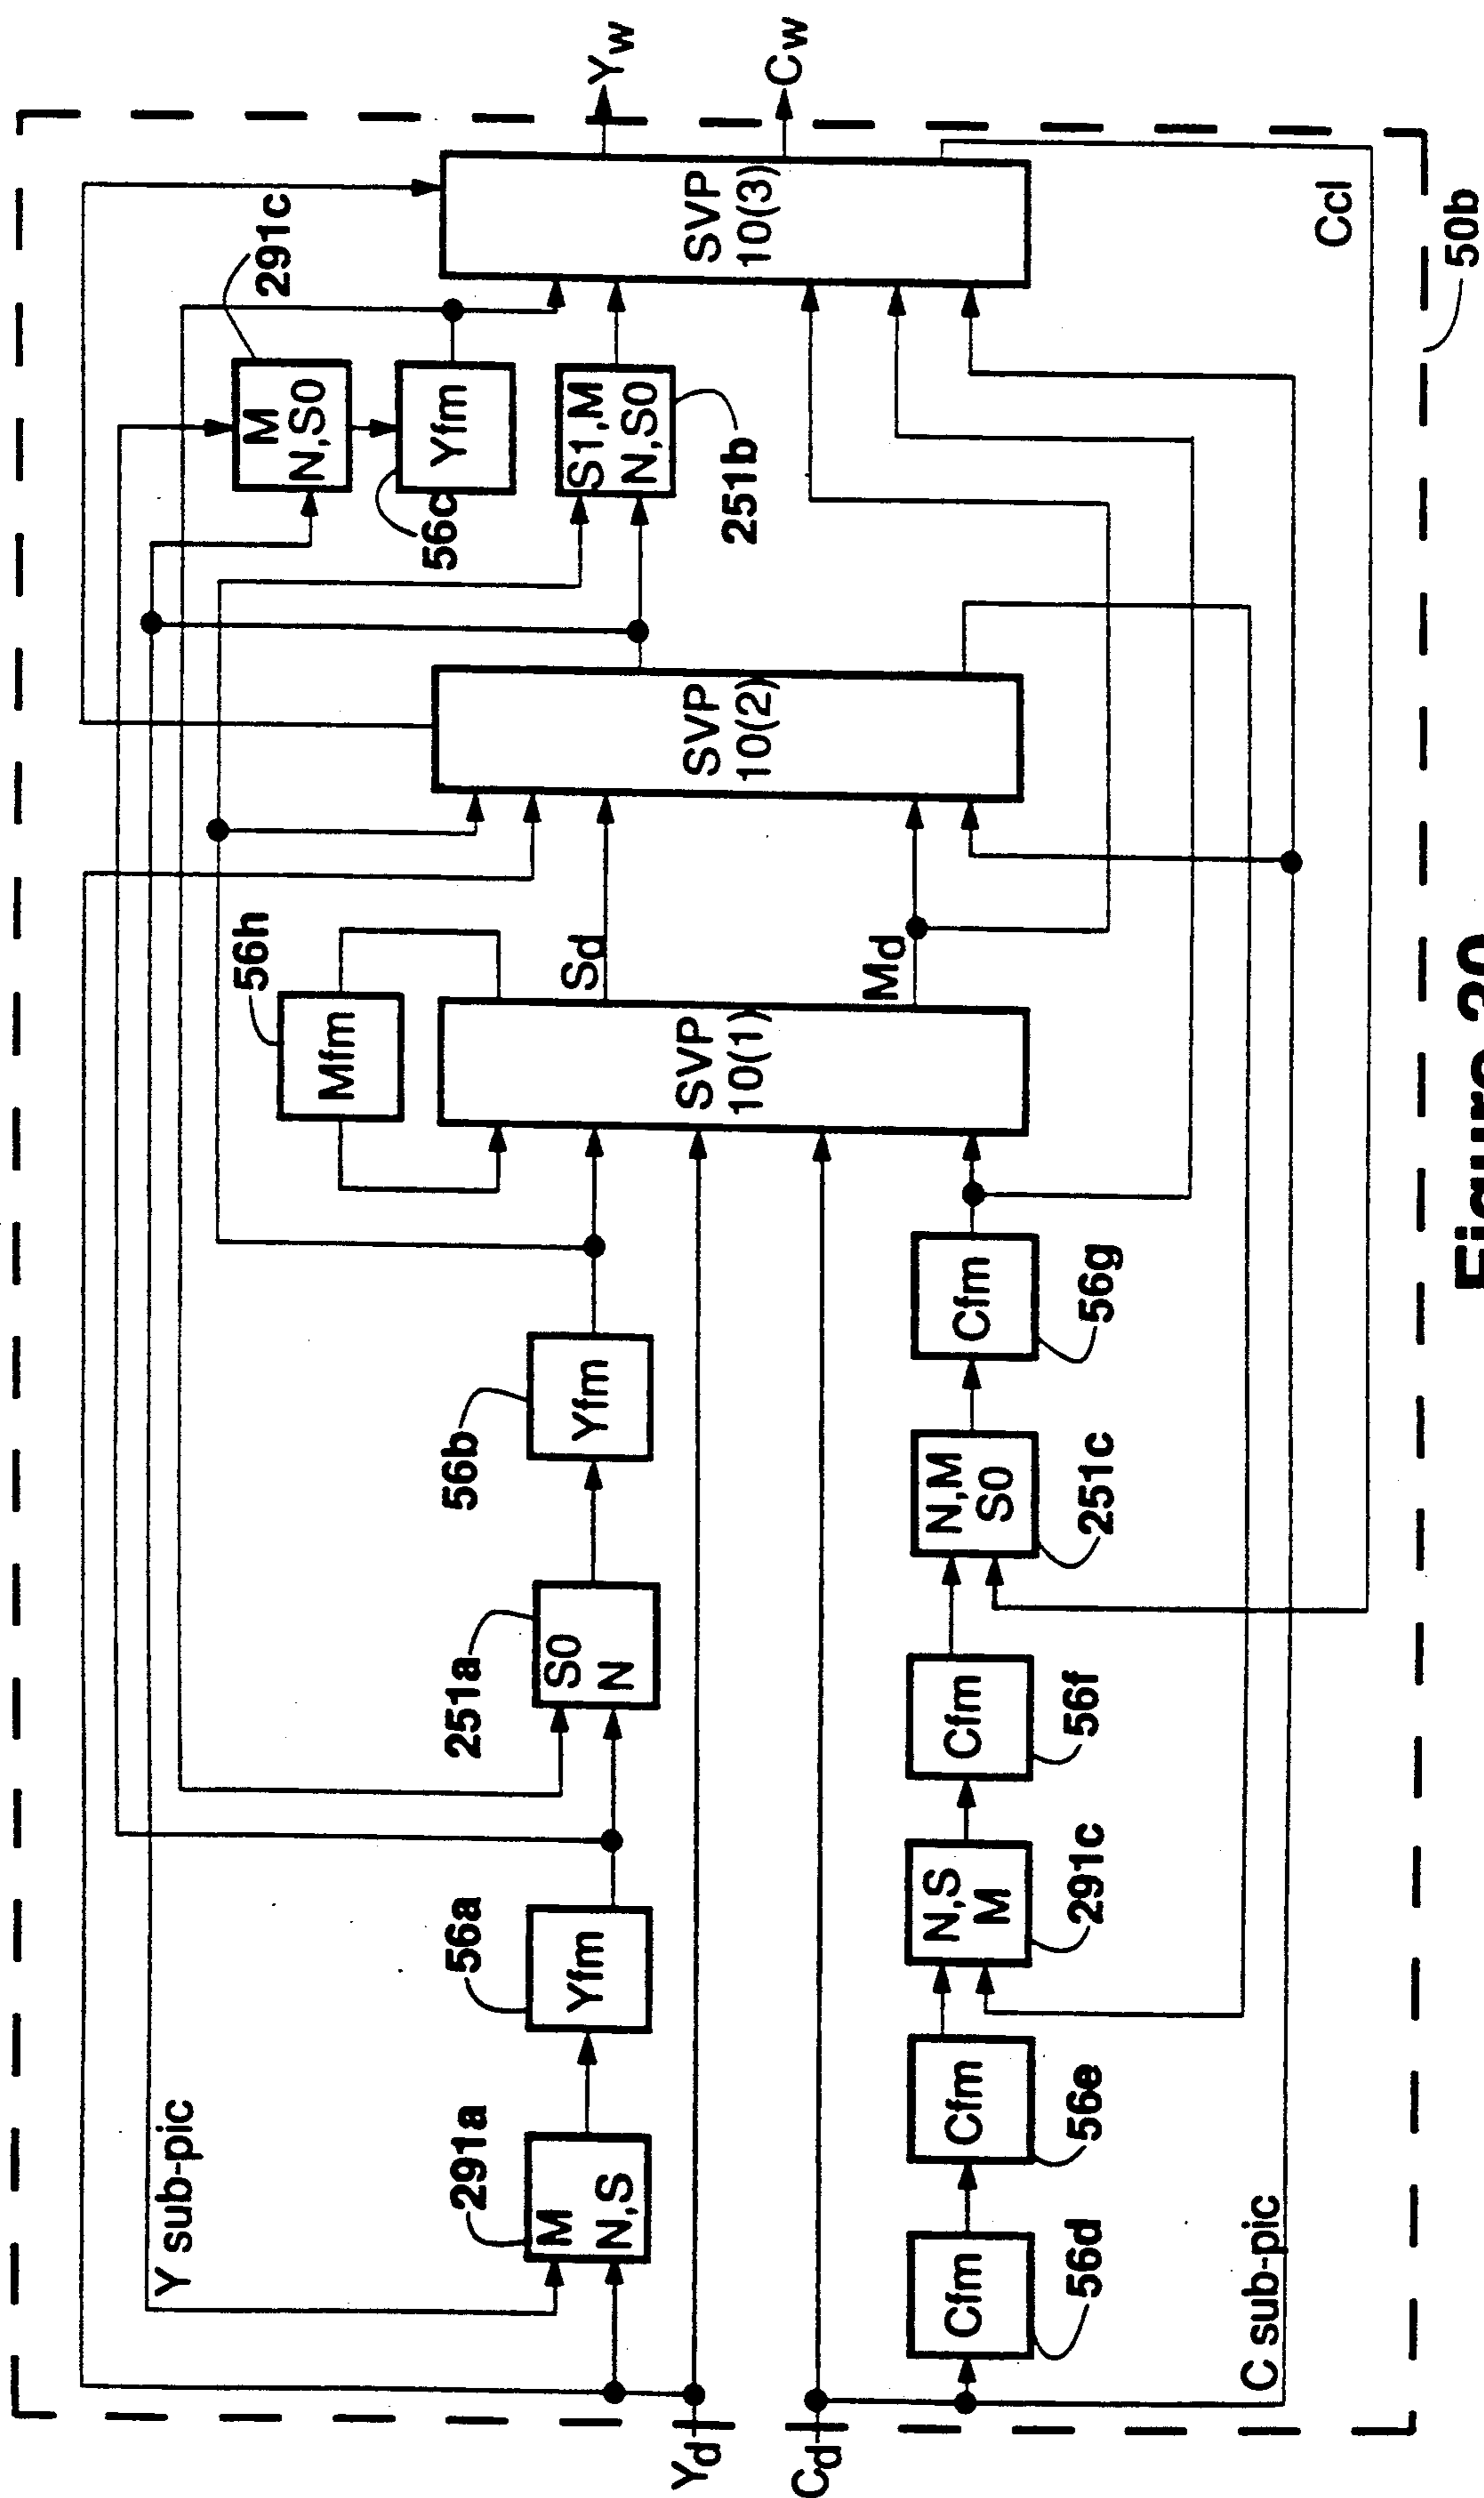 Y sub-pic
291a
M
N,S
56a
Yfm
251a
S0
N
56b
Yfm
56h
Mfm
SVP
10(1)
Sd
Md
SVP
10(2)
291c
M
N,S0
56c
Yfm
S1,M
N,S0
251b
SVP
10(3)
Yw
Cw
Yd
Cd
Cfm
56d
Cfm
56e
N,S
M
291c
Cfm
56f
N,M
S0
251c
Cfm
56g
C sub-pic
Ccl
50b